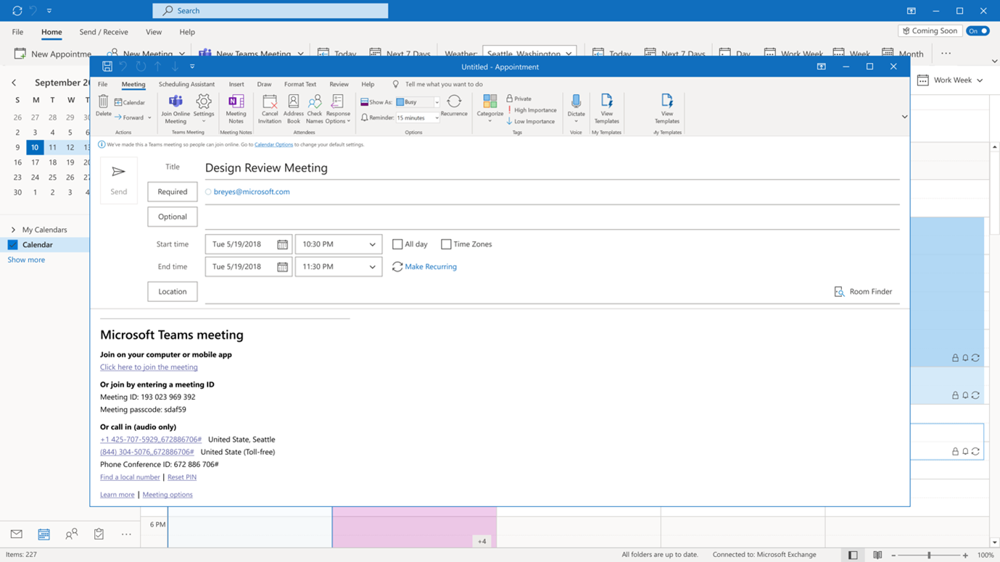 Search
File Home Send / Receive View Help
Coming Soon On
New Appointme New Meeting New Teams Meeting Today Next 7 Days Weather: Seattle, Washington Today Next 7 Days Day Work Week Week Month
Untitled - Appointment
September 20
S M T W T
26 27 28 29 30
2 3 4 5 6
9 10 11 12 13
16 17 18 19 20
23 24 25 26 27
30 1 2 3 4
My Calendars
Calendar
Show more
Work Week
File Meeting Scheduling Assistant Insert Draw Format Text Review Help Tell me what you want to do
Delete
Calendar
Forward
Actions
Join Online Meeting
Settings
Teams Meeting
Meeting Notes
Meeting Notes
Cancel Invitation
Address Book
Check Names
Response Options
Attendees
Show As: Busy
Reminder: 15 minutes
Recurrence
Options
Categorize
Private
High Importance
Low Importance
Tags
Dictate
Voice
View Templates
My Templates
View Templates
My Templates
We've made this a Teams meeting so people can join online. Go to Calendar Options to change your default settings.
Send
Title Design Review Meeting
Required breyes@microsoft.com
Optional
Start time Tue 5/19/2018 10:30 PM All day Time Zones
End time Tue 5/19/2018 11:30 PM Make Recurring
Location Room Finder
Microsoft Teams meeting
Join on your computer or mobile app
Click here to join the meeting
Or join by entering a meeting ID
Meeting ID: 193 023 969 392
Meeting passcode: sdaf59
Or call in (audio only)
+1 425-707-5929,,672886706# United State, Seattle
(844) 304-5076,,672886706# United State (Toll-free)
Phone Conference ID: 672 886 706#
Find a local number | Reset PIN
Learn more | Meeting options
6 PM
+4
Items: 227
All folders are up to date. Connected to: Microsoft Exchange 100%